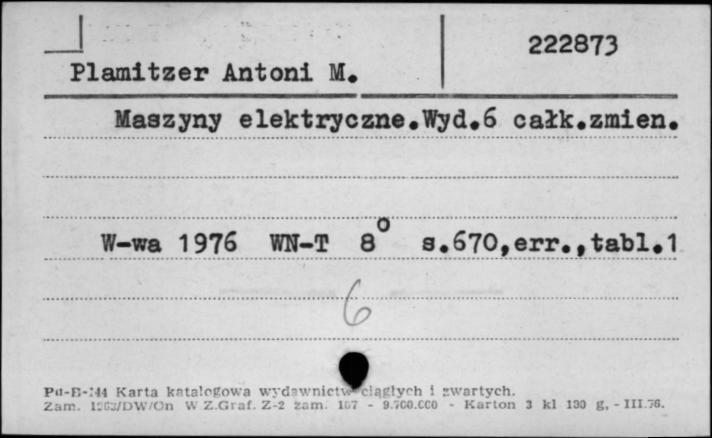 222873
Plamitzer Antoni M.
Maszyny elektryczne.Wyd.6 całk.zmien.
W-wa 1976 WN-T 8° s.670,err.,tabl.1
6
Pu-B-144 Karta katalogowa wydawnictw ciągłych i zwartych.
Zam. /DW/On W.Z.Graf. Z-2 zam. 167 - 9.700.000 - Karton 3 kl 130 g, - III.76.